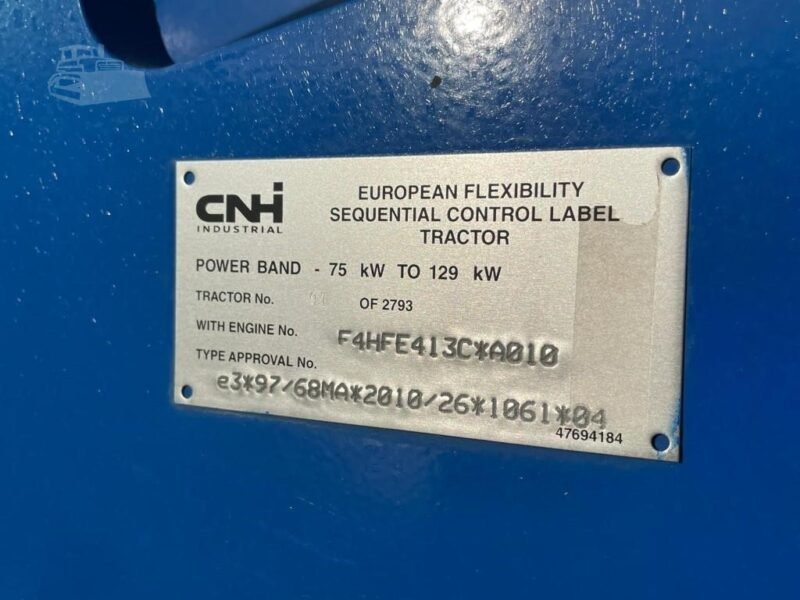 CNH
INDUSTRIAL
EUROPEAN FLEXIBILITY
SEQUENTIAL CONTROL LABEL
TRACTOR
POWER BAND - 75 kW TO 129 kW
TRACTOR No. OF 2793
WITH ENGINE No. F4HFE413C*A010
TYPE APPROVAL No.
e3*97/68MA*2010/26*1061*04
47694184